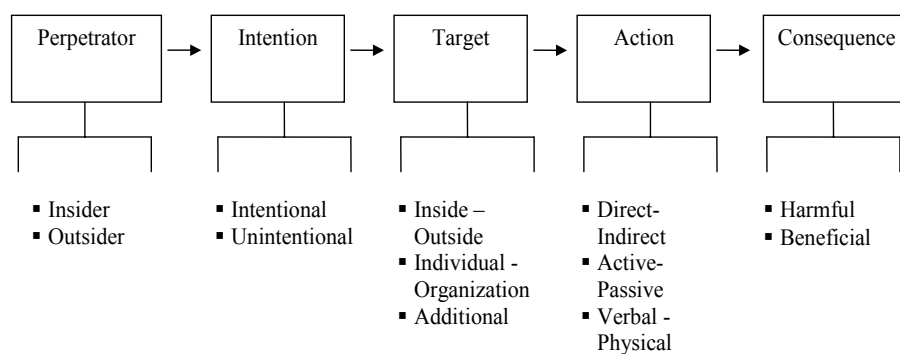 Perpetrator
Intention
Target
Action
Consequence
▪ Insider
▪ Outsider
▪ Intentional
▪ Unintentional
▪ Inside –
Outside
▪ Individual -
Organization
▪ Additional
▪ Direct-
Indirect
▪ Active-
Passive
▪ Verbal -
Physical
▪ Harmful
▪ Beneficial